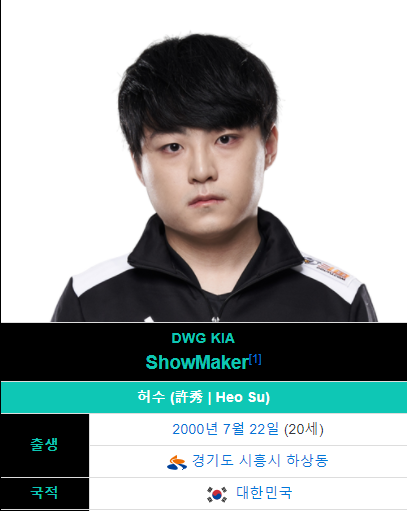 DWG KIA
ShowMaker[1]
허수 (許秀 | Heo Su)
출생
2000년 7월 22일 (20세)
경기도 시흥시 하상동
국적
대한민국